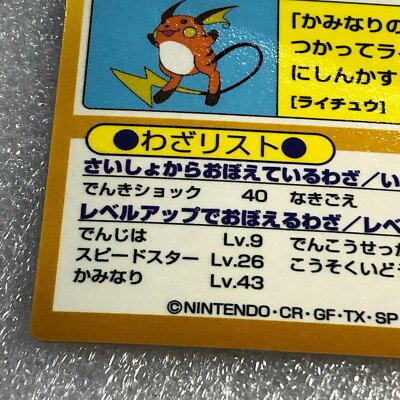 「かみなりの
つかってライ
にしんかす
[ライチュウ]
●わざリスト●
さいしょからおぼえているわざ/い
でんきショック 40 なきごえ
レベルアップでおぼえるわざ/レベ
でんじは Lv.9 でんこうせっか
スピードスター Lv.26 こうそくいど
かみなり Lv.43
©NINTENDO・CR・GF・TX・SP